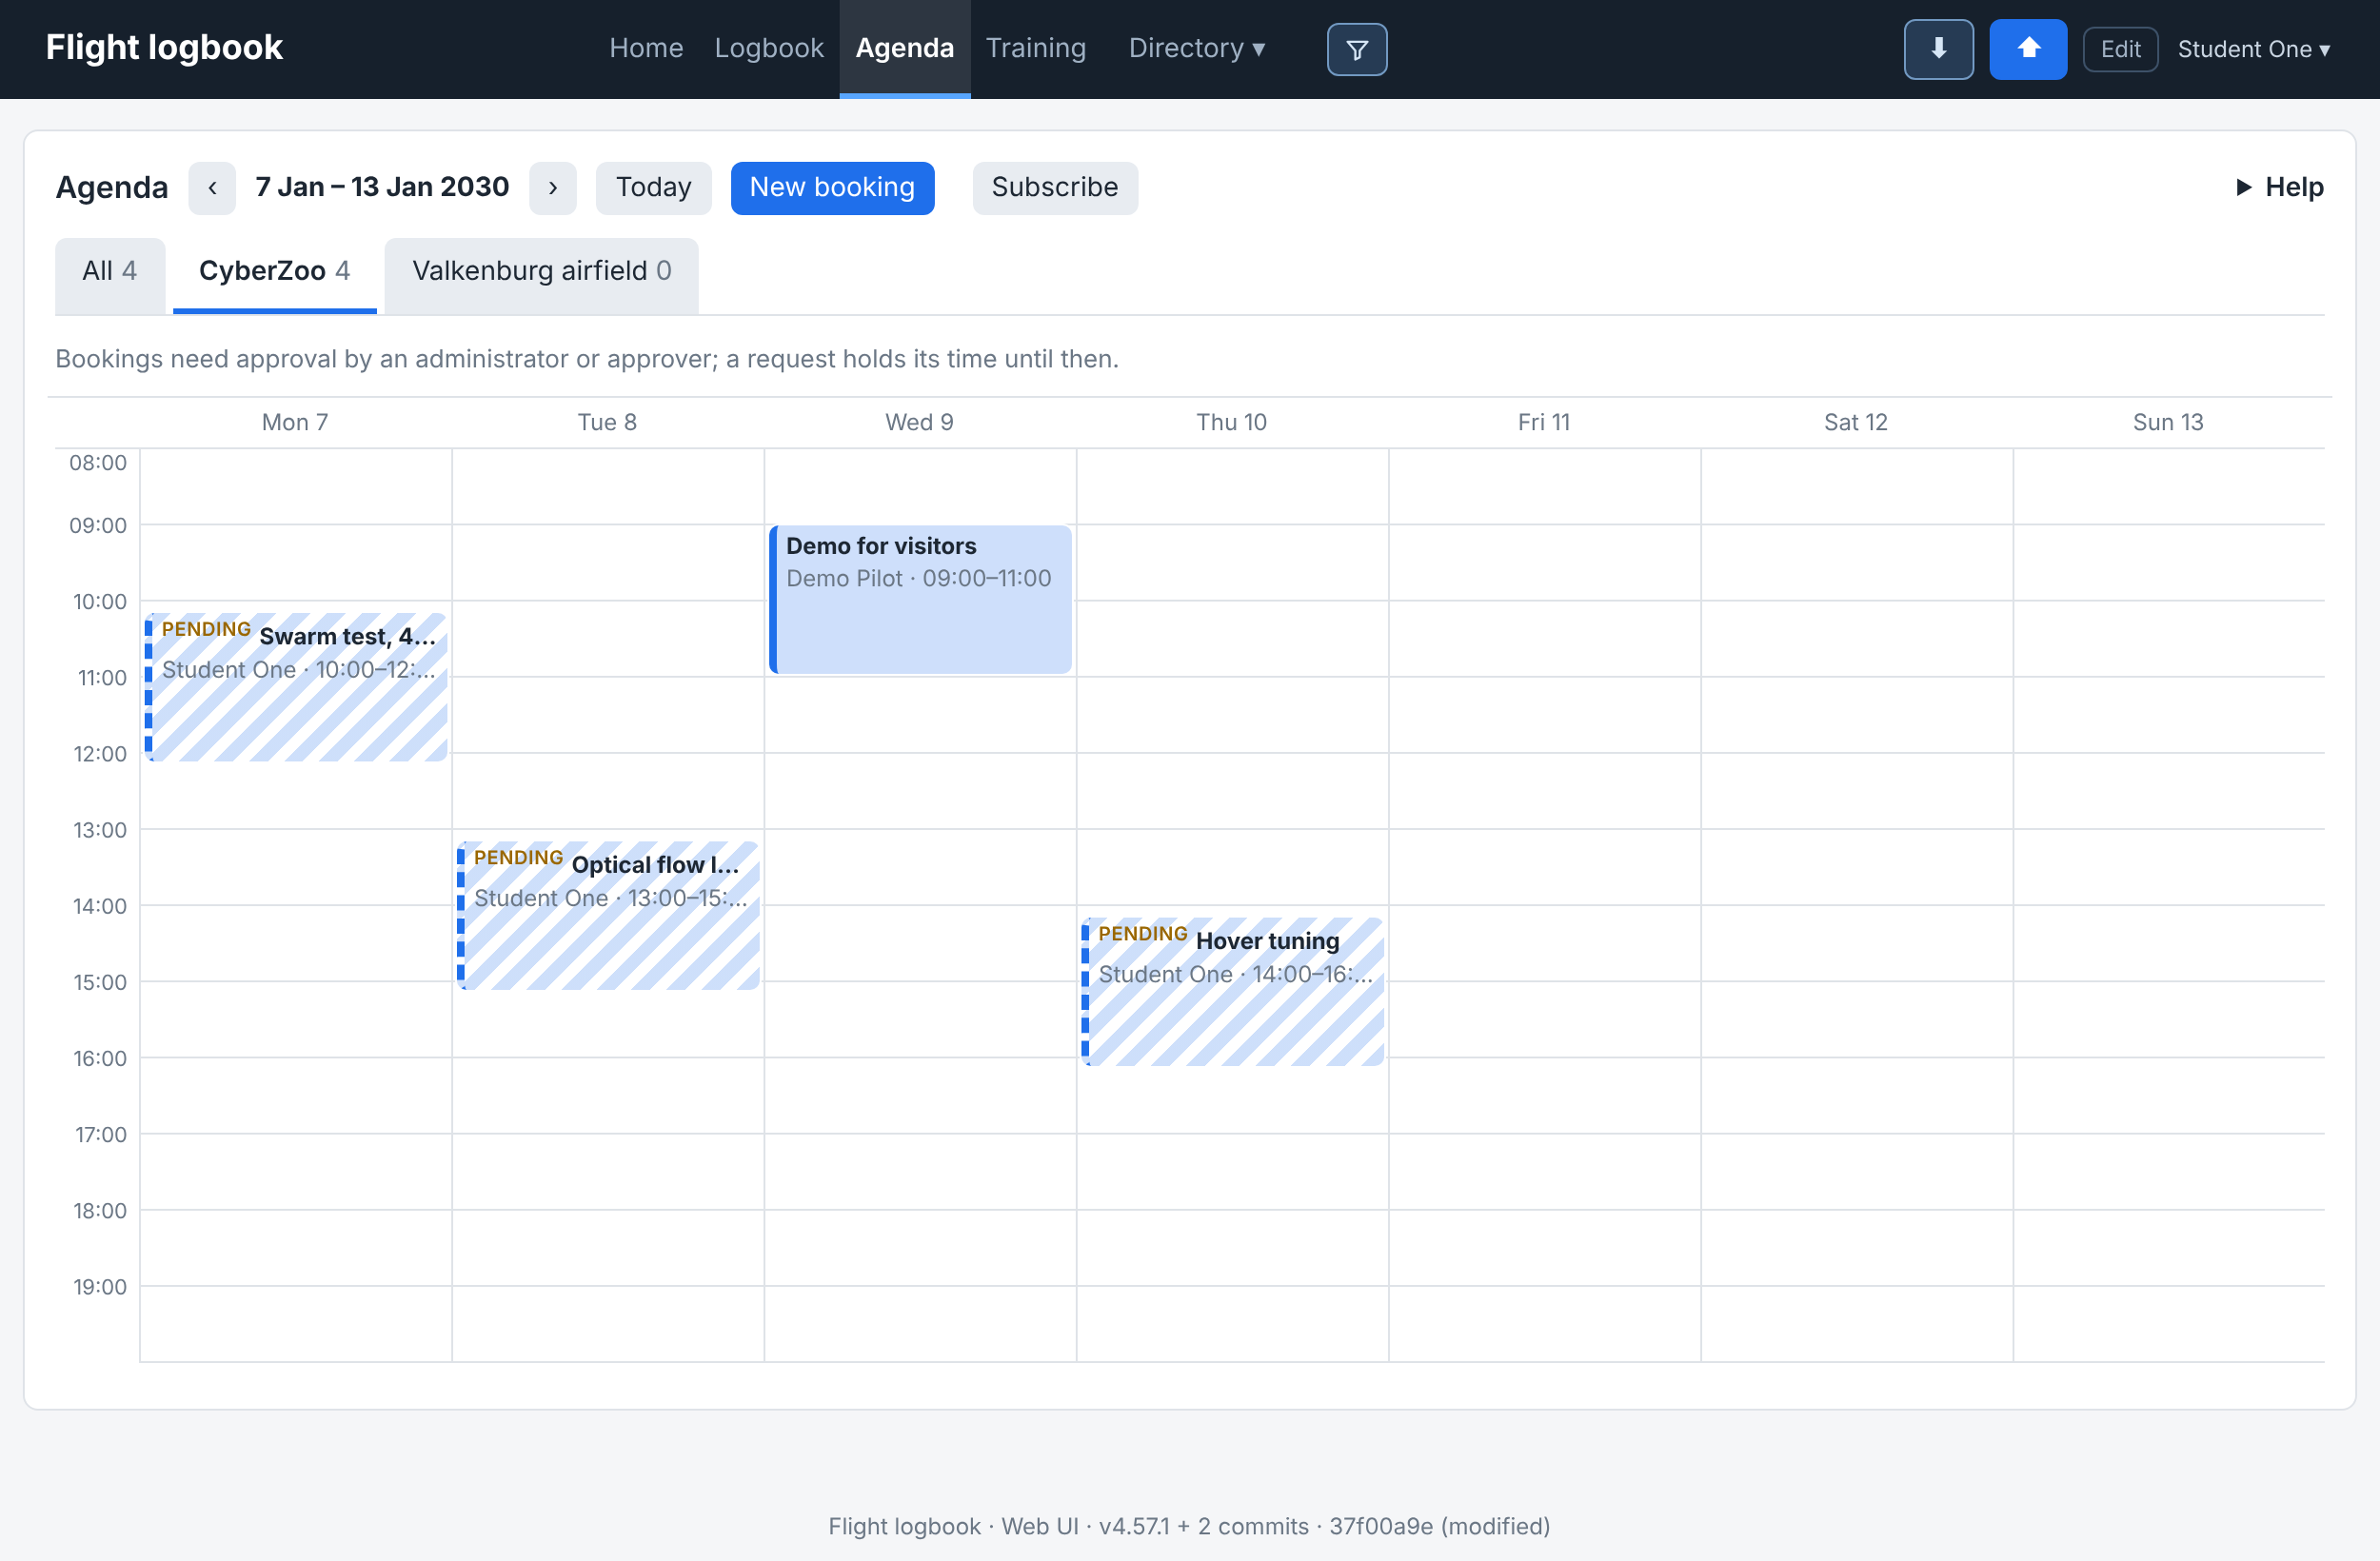 Flight logbook
Home Logbook Agenda Training Directory ▾
Edit Student One ▾
Agenda ‹ 7 Jan – 13 Jan 2030 › Today New booking Subscribe ▶ Help
All 4 CyberZoo 4 Valkenburg airfield 0
Bookings need approval by an administrator or approver; a request holds its time until then.
Mon 7 Tue 8 Wed 9 Thu 10 Fri 11 Sat 12 Sun 13
08:00
09:00
Demo for visitors
Demo Pilot · 09:00–11:00
10:00
PENDING Swarm test, 4...
Student One · 10:00–12:...
11:00
12:00
13:00
PENDING Optical flow l...
Student One · 13:00–15:...
14:00
PENDING Hover tuning
Student One · 14:00–16:...
15:00
16:00
17:00
18:00
19:00
Flight logbook · Web UI · v4.57.1 + 2 commits · 37f00a9e (modified)